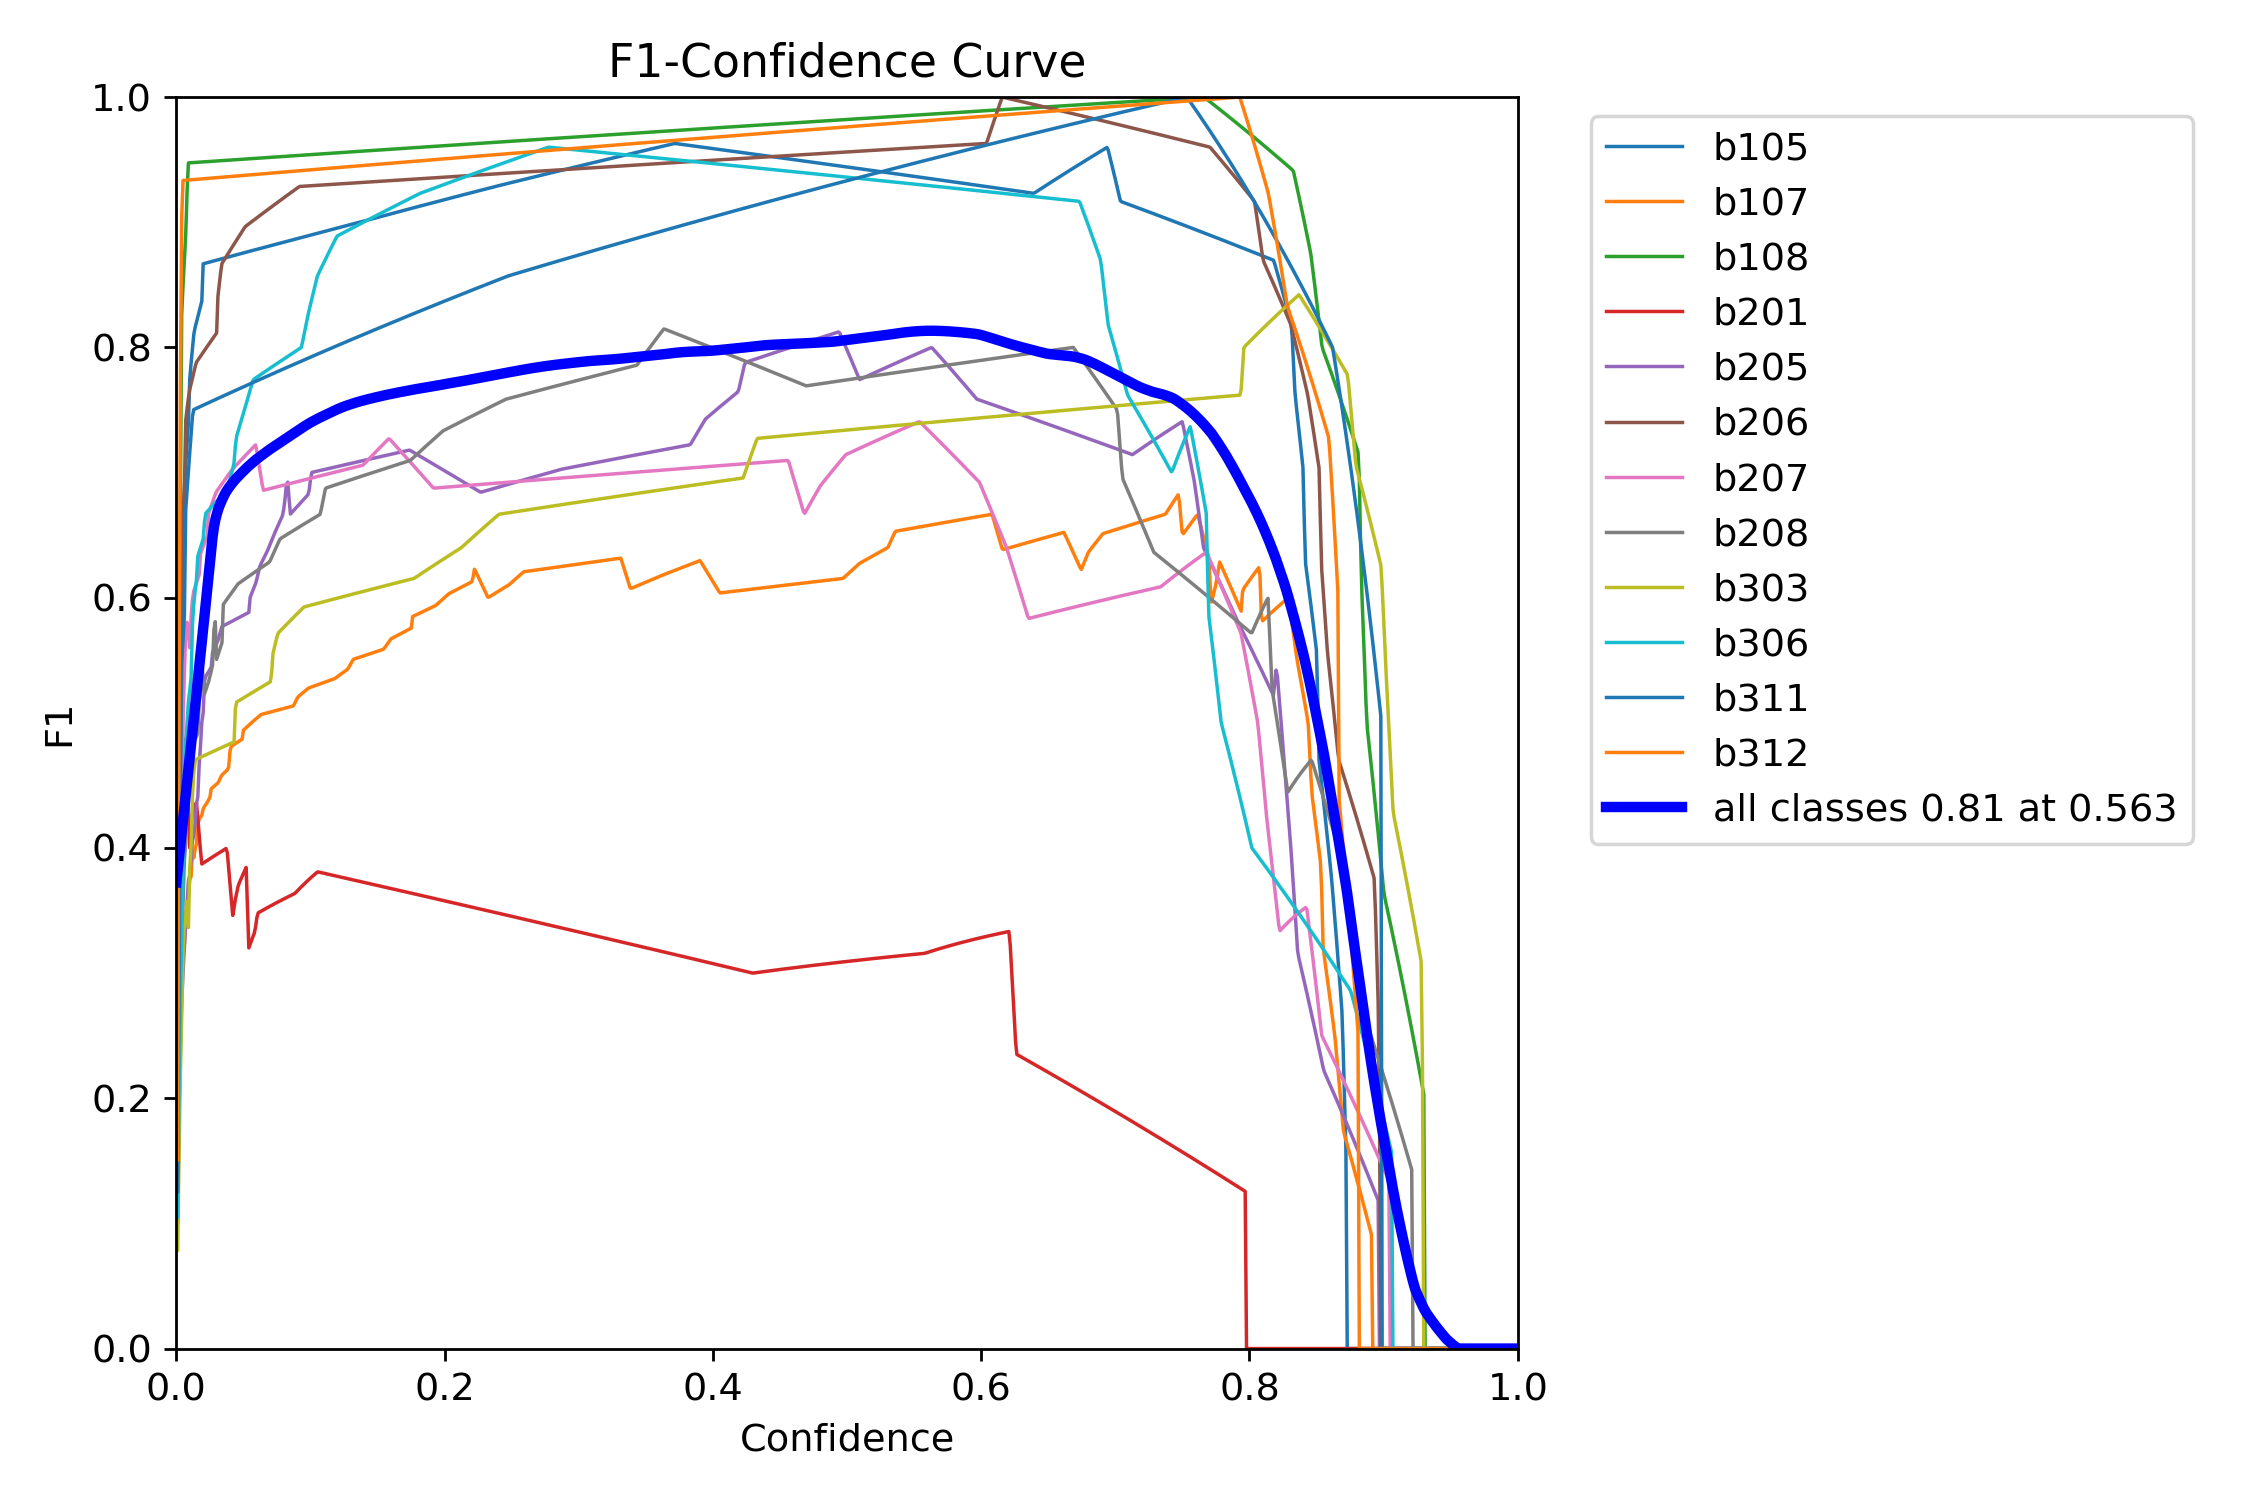 F1-Confidence Curve
1.0
0.8
0.6
0.4
0.2
0.0
F1
0.0 0.2 0.4 0.6 0.8 1.0
Confidence
b105
b107
b108
b201
b205
b206
b207
b208
b303
b306
b311
b312
all classes 0.81 at 0.563